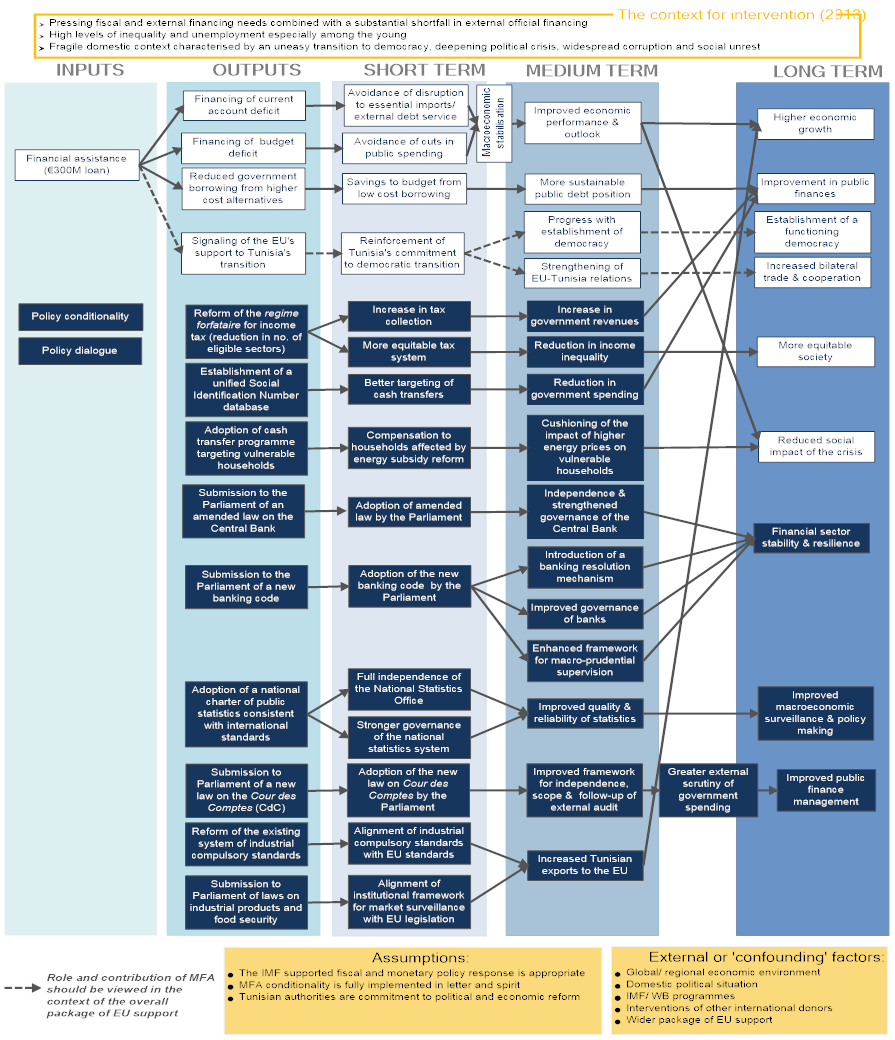 The context for intervention (2013)
Pressing fiscal and external financing needs combined with a substantial shortfall in external official financing
High levels of inequality and unemployment especially among the young
Fragile domestic context characterised by an uneasy transition to democracy, deepening political crisis, widespread corruption and social unrest
INPUTS
OUTPUTS
SHORT TERM
MEDIUM TERM
LONG TERM
Financial assistance
(€300M loan)
Policy conditionality
Policy dialogue
Financing of current
account deficit
Financing of budget
deficit
Reduced government
borrowing from higher
cost alternatives
Signaling of the EU's
support to Tunisia's
transition
Reform of the regime
forfataire for income
tax (reduction in no. of
eligible sectors)
Establishment of a
unified Social
Identification Number
database
Adoption of cash
transfer programme
targeting vulnerable
households
Submission to the
Parliament of an
amended law on the
Central Bank
Submission to the
Parliament of a new
banking code
Adoption of a national
charter of public
statistics consistent
with international
standards
Submission to
Parliament of a new
law on the Cour des
Comptes (CdC)
Reform of the existing
system of industrial
compulsory standards
Submission to
Parliament of laws on
industrial products and
food security
Avoidance of disruption
to essential imports/
external debt service
Avoidance of cuts in
public spending
Savings to budget from
low cost borrowing
Reinforcement of
Tunisia's commitment
to democratic transition
Increase in tax
collection
More equitable tax
system
Better targeting of
cash transfers
Compensation to
households affected by
energy subsidy reform
Adoption of amended
law by the Parliament
Adoption of the new
banking code by the
Parliament
Full independence of
the National Statistics
Office
Stronger governance
of the national
statistics system
Adoption of the new
law on Cour des
Comptes by the
Parliament
Alignment of industrial
compulsory standards
with EU standards
Alignment of
institutional framework
for market surveillance
with EU legislation
Macroeconomic
stabilisation
Improved economic
performance &
outlook
More sustainable
public debt position
Progress with
establishment of
democracy
Strengthening of
EU-Tunisia relations
Increase in
government revenues
Reduction in income
inequality
Reduction in
government spending
Cushioning of the
impact of higher
energy prices on
vulnerable
households
Independence &
strengthened
governance of the
Central Bank
Introduction of a
banking resolution
mechanism
Improved governance
of banks
Enhanced framework
for macro-prudential
supervision
Improved quality &
reliability of statistics
Improved framework
for independence,
scope & follow-up of
external audit
Increased Tunisian
exports to the EU
Greater external
scrutiny of
government
spending
Higher economic
growth
Improvement in public
finances
Establishment of a
functioning
democracy
Increased bilateral
trade & cooperation
More equitable
society
Reduced social
impact of the crisis
Financial sector
stability & resilience
Improved
macroeconomic
surveillance & policy
making
Improved public
finance
management
Role and contribution of MFA
should be viewed in the
context of the overall
package of EU support
Assumptions:
The IMF supported fiscal and monetary policy response is appropriate
MFA conditionality is fully implemented in letter and spirit
Tunisian authorities are commitment to political and economic reform
External or 'confounding' factors:
Global/ regional economic environment
Domestic political situation
IMF/ WB programmes
Interventions of other international donors
Wider package of EU support